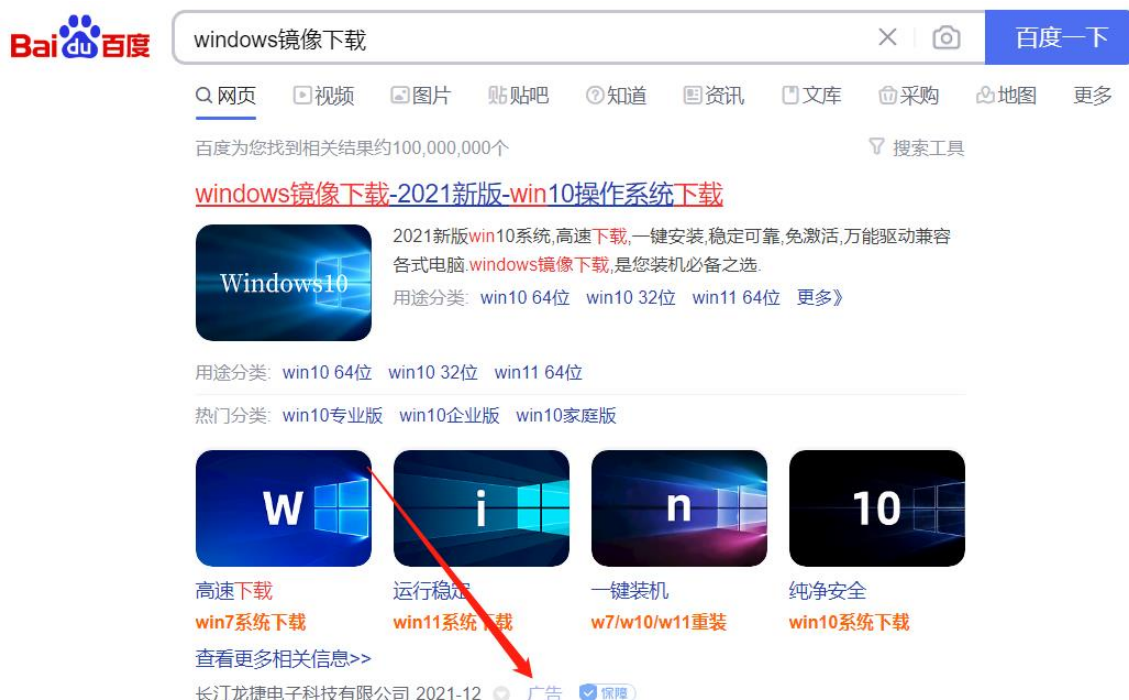 Bai du 百度
windows镜像下载
百度一下
网页 视频 图片 贴贴吧 知道 资讯 文库 采购 地图 更多
百度为您找到相关结果约100,000,000个
搜索工具
windows镜像下载-2021新版-win10操作系统下载
Windows10
2021新版win10系统,高速下载,一键安装,稳定可靠,免激活,万能驱动兼容
各式电脑.windows镜像下载,是您装机必备之选.
用途分类: win10 64位 win10 32位 win11 64位 更多》
用途分类: win10 64位 win10 32位 win11 64位
热门分类: win10专业版 win10企业版 win10家庭版
W i n 10
高速下载 运行稳定 一键装机 纯净安全
win7系统下载 win11系统下载 w7/w10/w11重装 win10系统下载
查看更多相关信息>>
长汀龙捷电子科技有限公司 2021-12 广告 保障